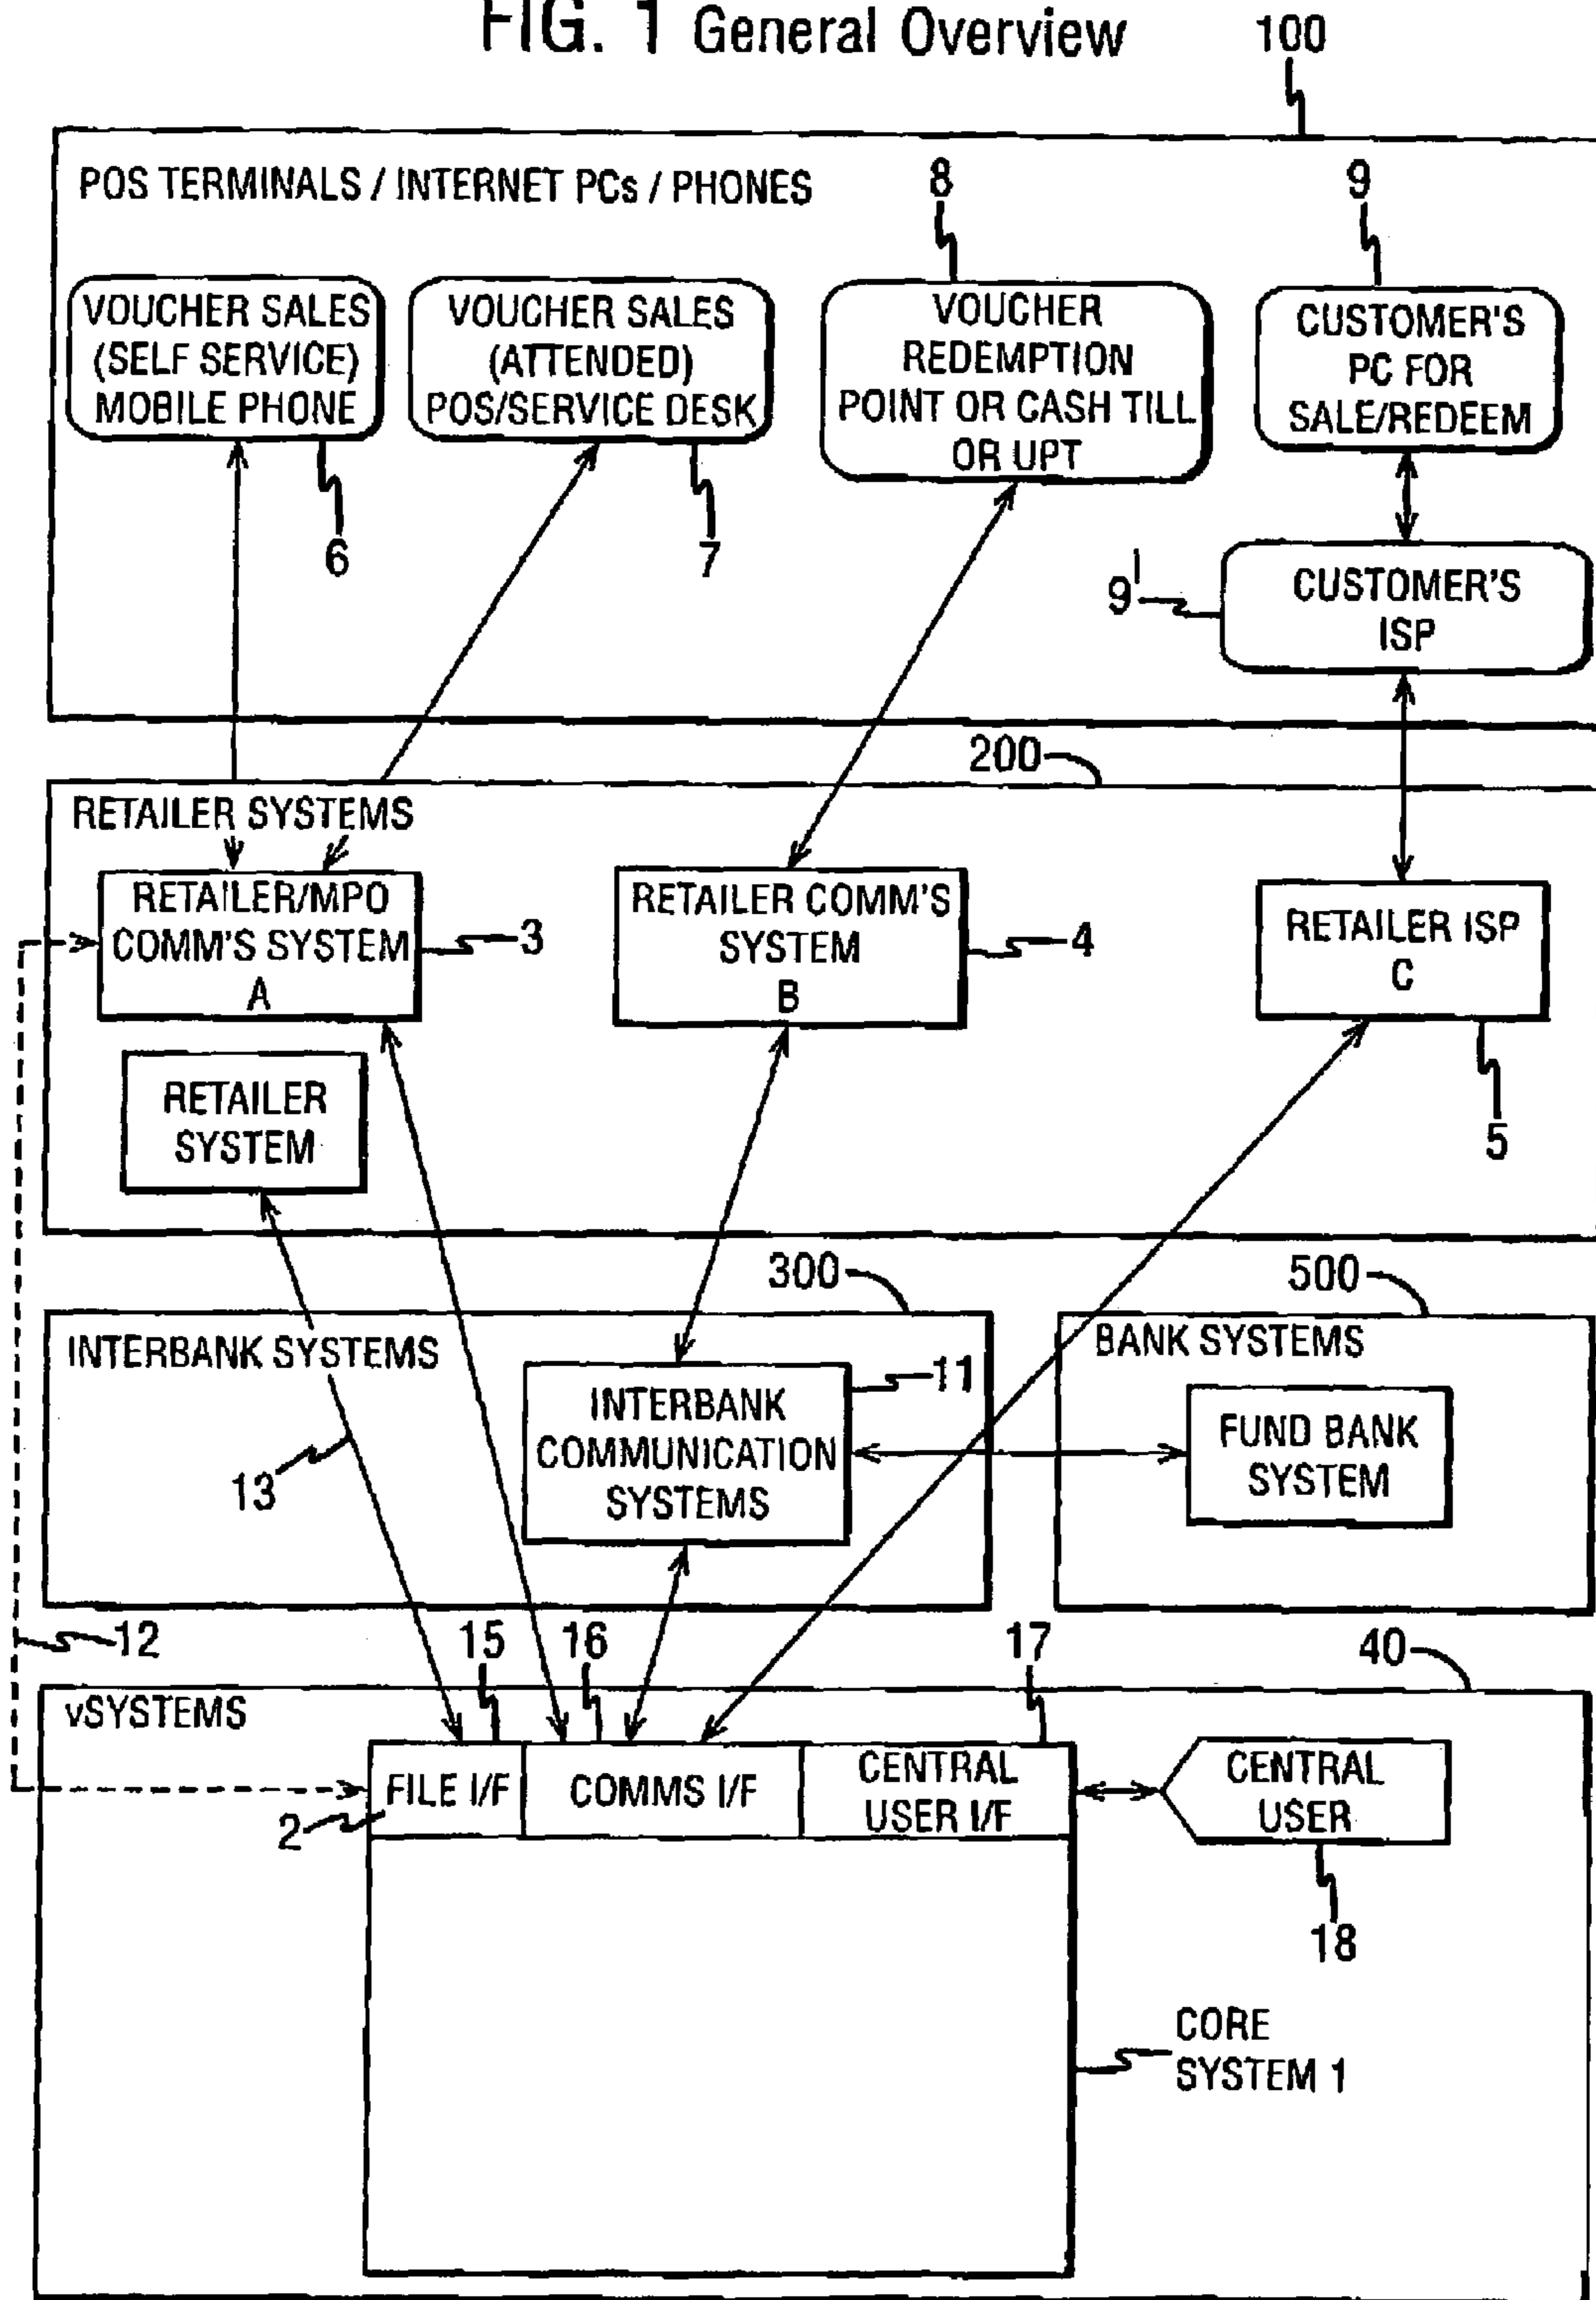 FIG. 1 General Overview
100
POS TERMINALS / INTERNET PCs / PHONES
8
9
VOUCHER SALES
(SELF SERVICE)
MOBILE PHONE
VOUCHER SALES
(ATTENDED)
POS/SERVICE DESK
VOUCHER
REDEMPTION
POINT OR CASH TILL
OR UPT
CUSTOMER'S
PC FOR
SALE/REDEEM
6
7
9'
CUSTOMER'S
ISP
200
RETAILER SYSTEMS
RETAILER/MPO
COMM'S SYSTEM
A
3
RETAILER COMM'S
SYSTEM
B
4
RETAILER ISP
C
5
RETAILER
SYSTEM
300
500
INTERBANK SYSTEMS
BANK SYSTEMS
11
INTERBANK
COMMUNICATION
SYSTEMS
FUND BANK
SYSTEM
13
12
15
16
17
40
vSYSTEMS
FILE I/F
COMMS I/F
CENTRAL
USER I/F
CENTRAL
USER
2
18
CORE
SYSTEM 1